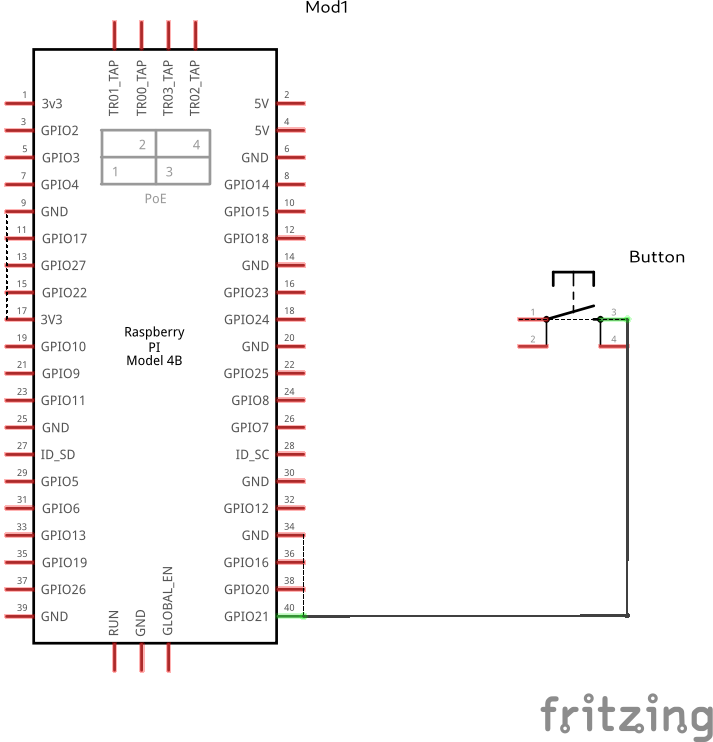 Mod1
TR01_TAP TR00_TAP TR03_TAP TR02_TAP
1 3v3 5V 2
3 GPIO2 5V 4
5 GPIO3 GND 6
7 GPIO4 GPIO14 8
9 GND GPIO15 10
11 GPIO17 GPIO18 12
13 GPIO27 GND 14
15 GPIO22 GPIO23 16
17 3V3 GPIO24 18
19 GPIO10 GND 20
21 GPIO9 GPIO25 22
23 GPIO11 GPIO8 24
25 GND GPIO7 26
27 ID_SD ID_SC 28
29 GPIO5 GND 30
31 GPIO6 GPIO12 32
33 GPIO13 GND 34
35 GPIO19 GPIO16 36
37 GPIO26 GPIO20 38
39 GND GPIO21 40
2 4
1 3
PoE
Raspberry
PI
Model 4B
RUN GND GLOBAL_EN
Button
1 3
2 4
fritzing